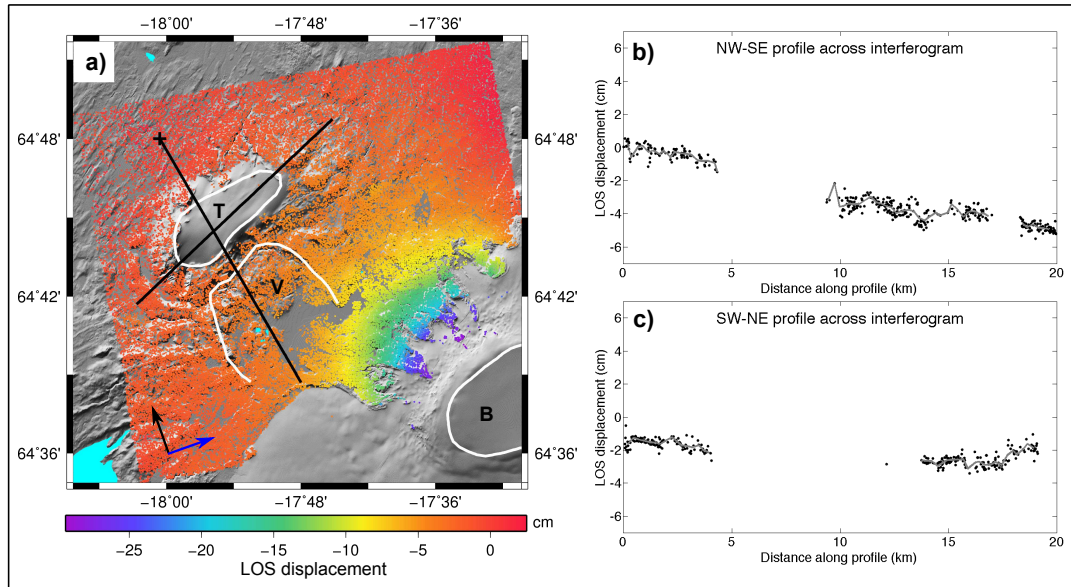 −18°00' −17°48' −17°36'
a)
64°48' 64°48'
T
V
64°42' 64°42'
B
64°36' 64°36'
−18°00' −17°48' −17°36'
cm
−25 −20 −15 −10 −5 0
LOS displacement
b)
NW-SE profile across interferogram
6
4
2
0
-2
-4
-6
LOS displacement (cm)
0 5 10 15 20
Distance along profile (km)
c)
SW-NE profile across interferogram
6
4
2
0
-2
-4
-6
LOS displacement (cm)
0 5 10 15 20
Distance along profile (km)